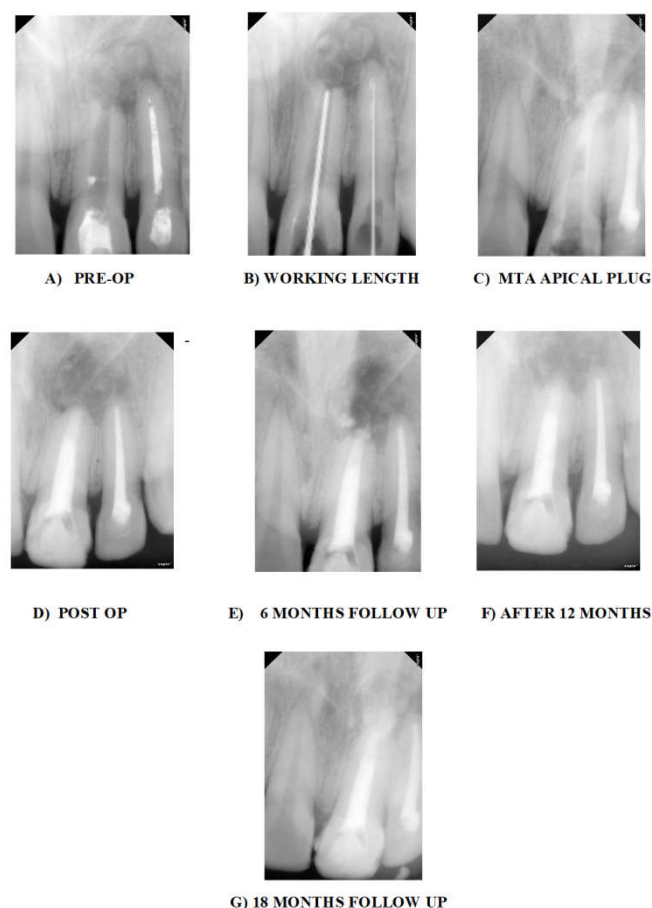 A) PRE-OP
B) WORKING LENGTH
C) MTA APICAL PLUG
-
D) POST OP
E) 6 MONTHS FOLLOW UP
F) AFTER 12 MONTHS
G) 18 MONTHS FOLLOW UP